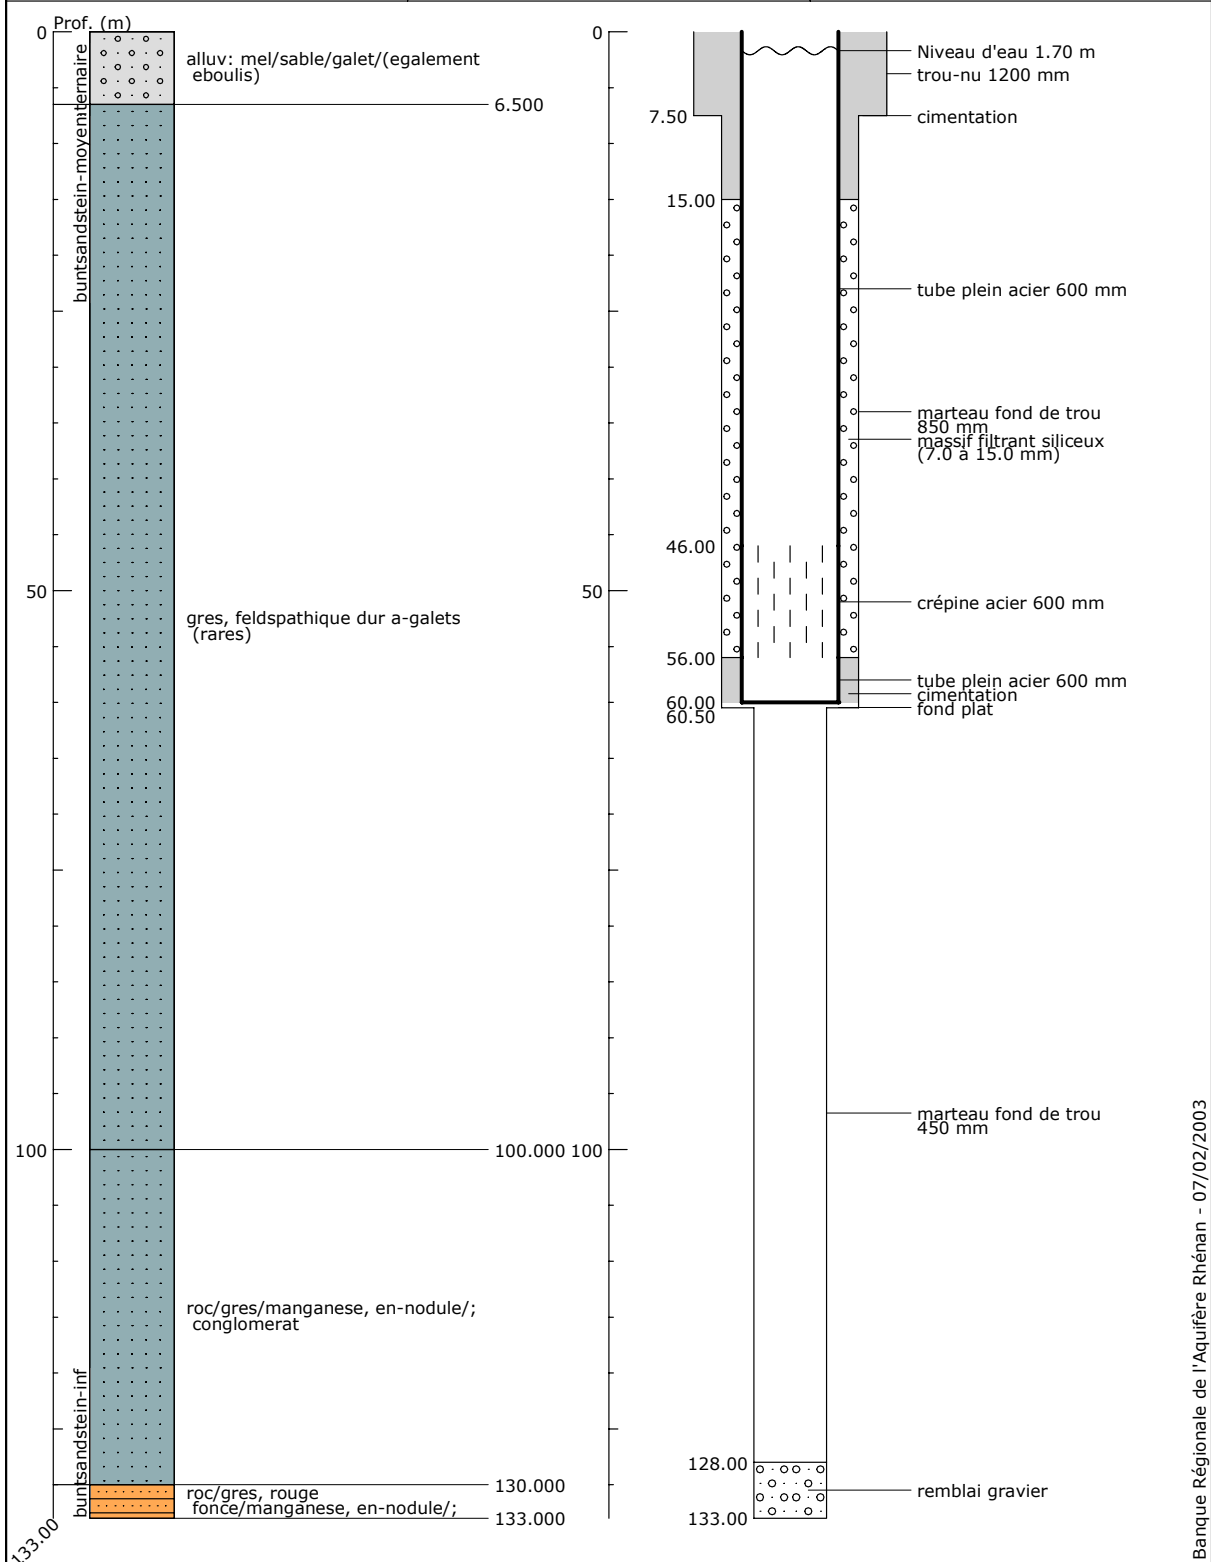 Prof. (m)
0
alluv: mel/sable/galet/(egalement
eboulis)
6.500
buntsandstein-moyen
ternaire
50
gres, feldspathique dur a-galets
(rares)
100
100.000
roc/gres/manganese, en-nodule/;
conglomerat
buntsandstein-inf
130.000
roc/gres, rouge
fonce/manganese, en-nodule/;
133.000
133.00
0
50
100
7.50
15.00
46.00
56.00
60.00
60.50
128.00
133.00
Niveau d'eau 1.70 m
trou-nu 1200 mm
cimentation
tube plein acier 600 mm
marteau fond de trou
850 mm
massif filtrant siliceux
(7.0 à 15.0 mm)
crépine acier 600 mm
tube plein acier 600 mm
cimentation
fond plat
marteau fond de trou
450 mm
remblai gravier
Banque Régionale de l'Aquifère Rhénan - 07/02/2003